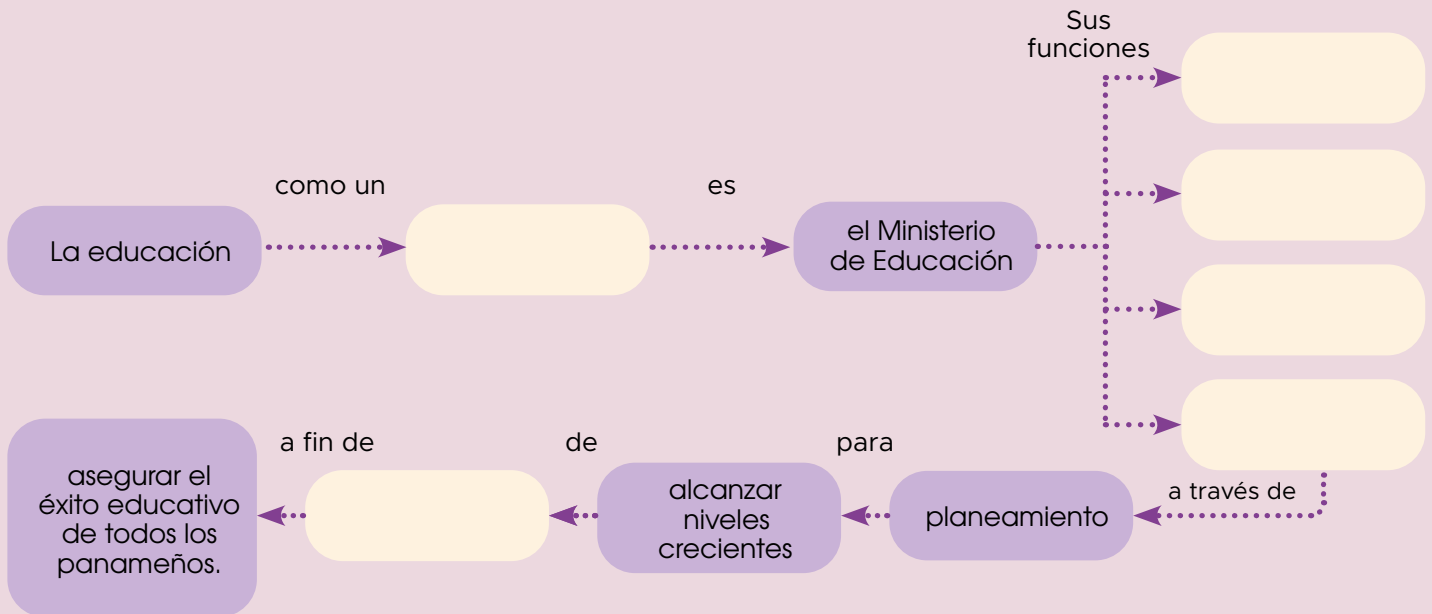 Sus
funciones
como un
es
La educación
el Ministerio
de Educación
a fin de
de
para
a través de
asegurar el
éxito educativo
de todos los
panameños.
alcanzar
niveles
crecientes
planeamiento